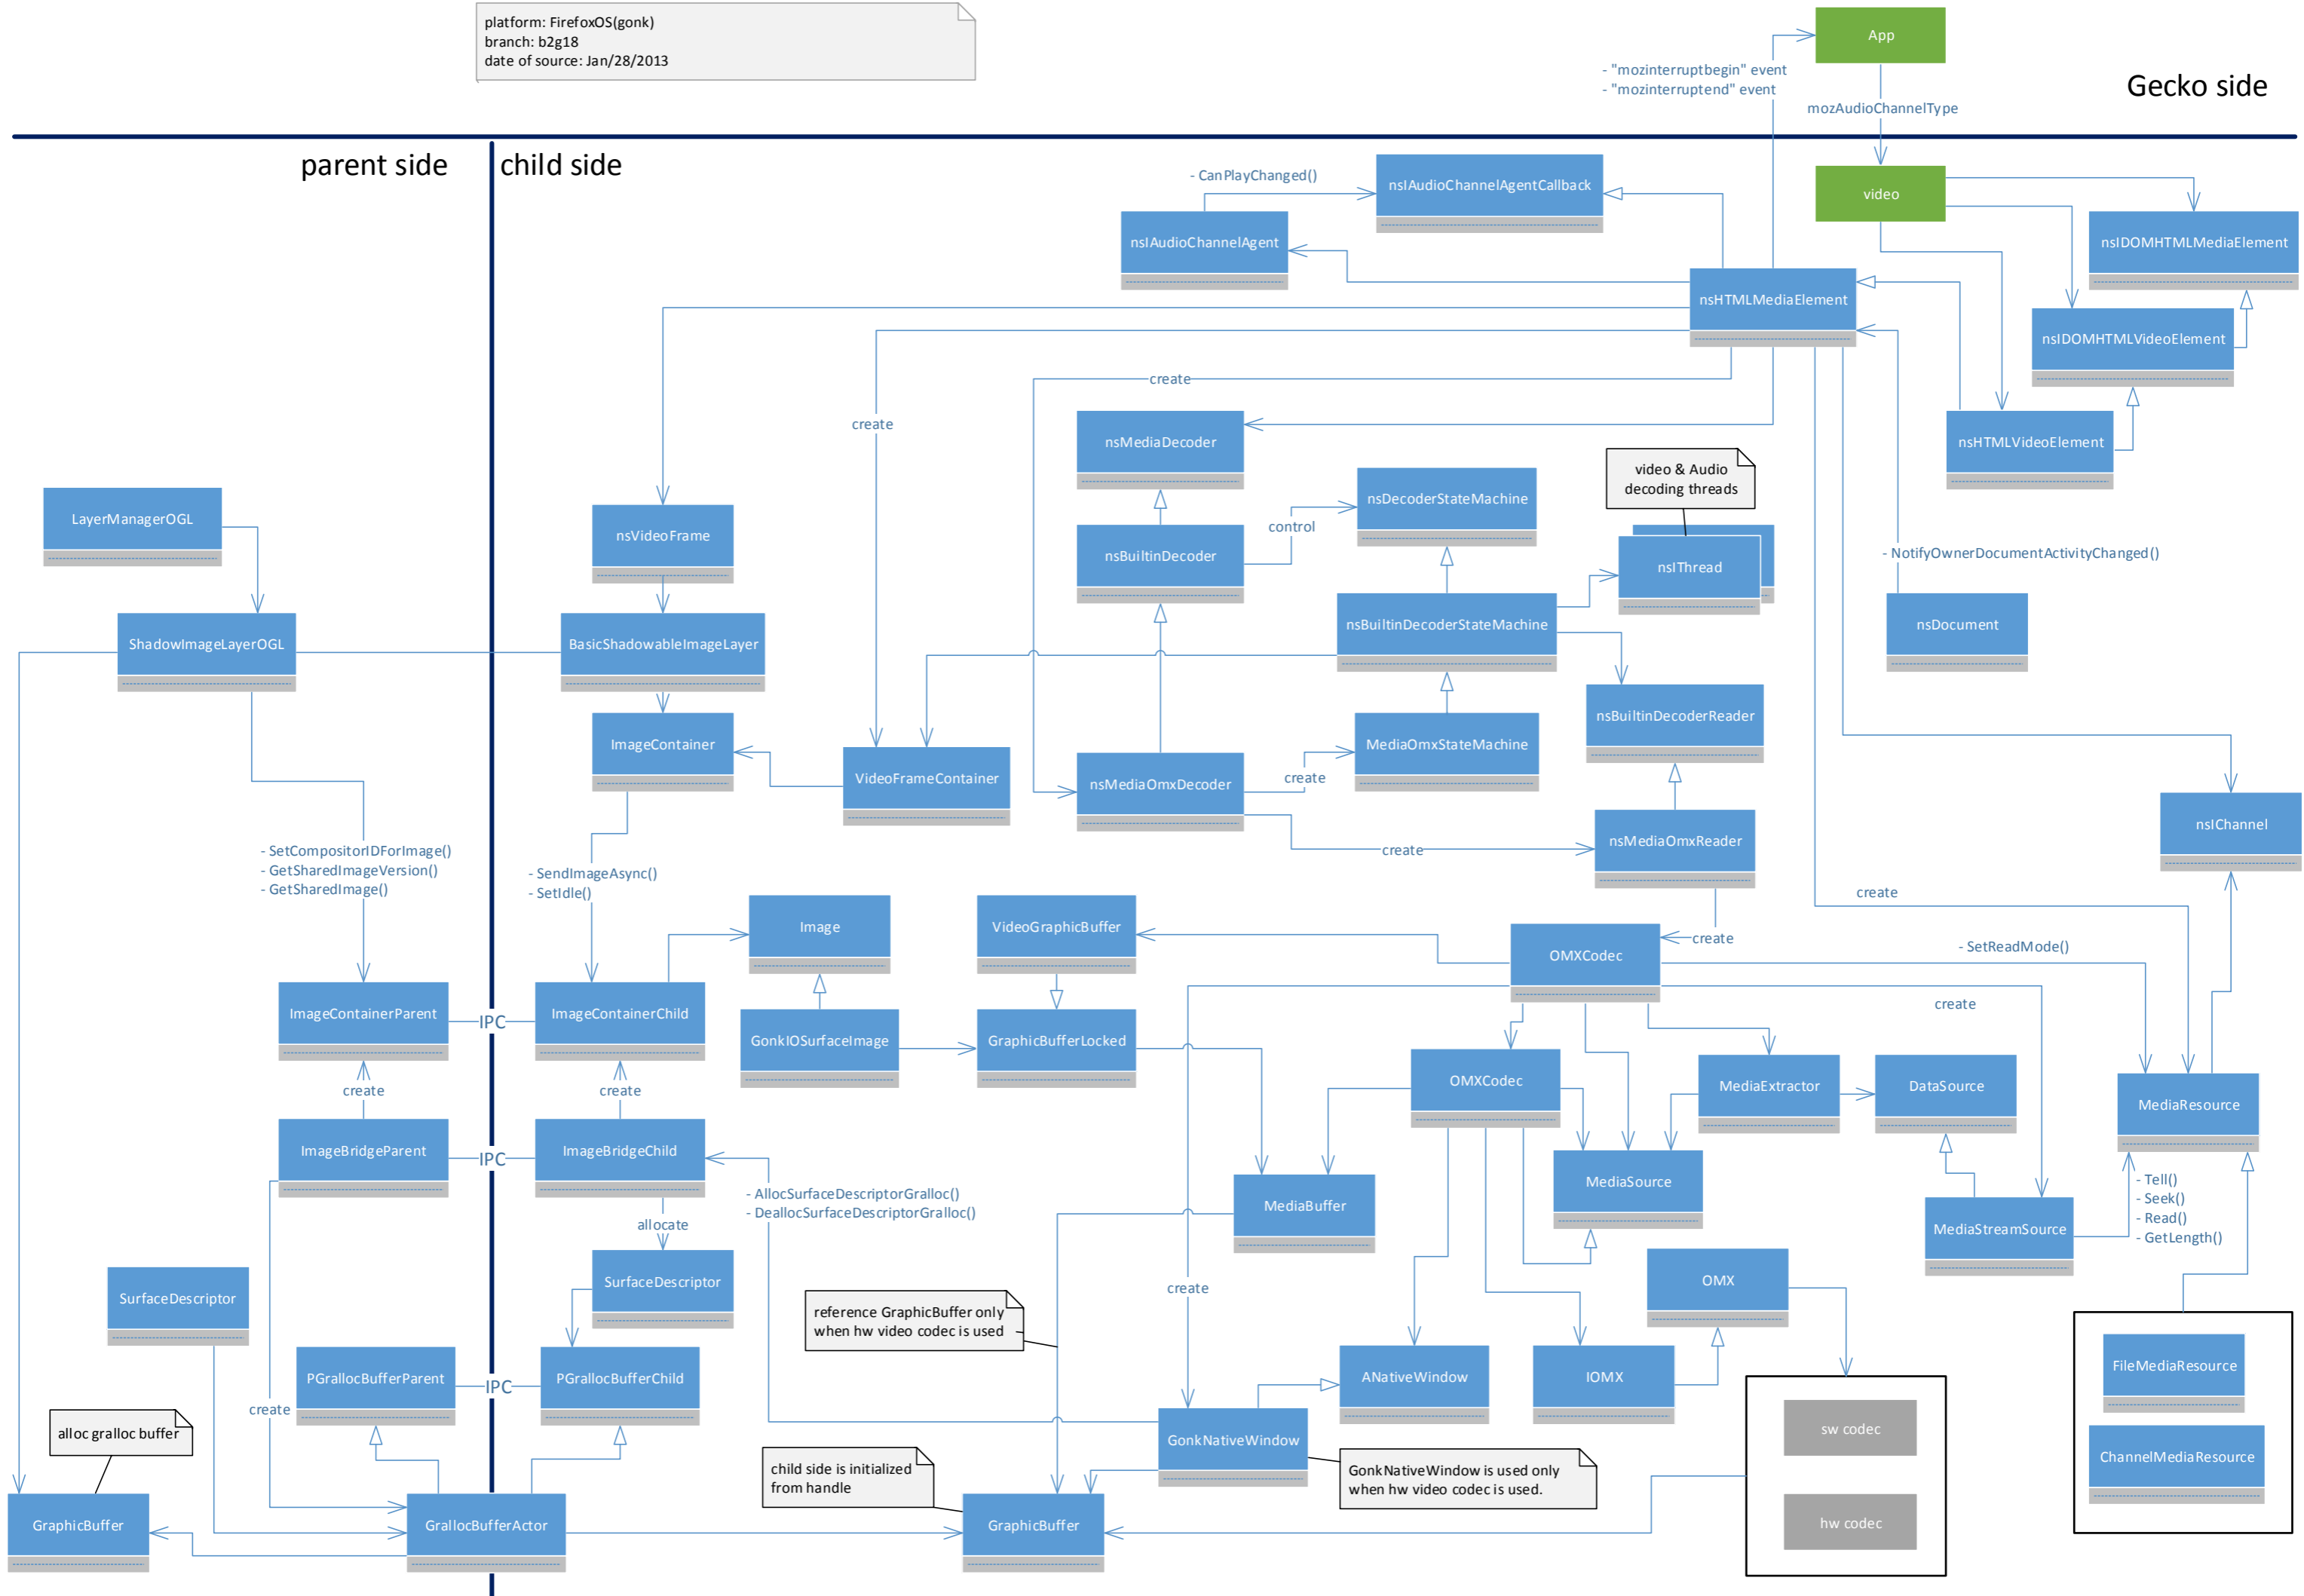 platform: FirefoxOS(gonk)
branch: b2g18
date of source: Jan/28/2013
App
- "mozinterruptbegin" event
- "mozinterruptend" event
Gecko side
mozAudioChannelType
parent side
child side
- CanPlayChanged()
nsIAudioChannelAgentCallback
video
nsIAudioChannelAgent
nsIDOMHTMLMediaElement
nsHTMLMediaElement
nsIDOMHTMLVideoElement
create
create
nsMediaDecoder
nsHTMLVideoElement
video & Audio
decoding threads
LayerManagerOGL
nsVideoFrame
nsDecoderStateMachine
control
nsBuiltinDecoder
nsIThread
- NotifyOwnerDocumentActivityChanged()
ShadowImageLayerOGL
BasicShadowableImageLayer
nsBuiltinDecoderStateMachine
nsDocument
nsBuiltinDecoderReader
ImageContainer
MediaOmxStateMachine
VideoFrameContainer
nsMediaOmxDecoder
create
nsIChannel
nsMediaOmxReader
create
- SetCompositorIDForImage()
- GetSharedImageVersion()
- GetSharedImage()
- SendImageAsync()
- SetIdle()
create
Image
VideoGraphicBuffer
create
OMXCodec
- SetReadMode()
create
ImageContainerParent
IPC
ImageContainerChild
GonkIOSurfaceImage
GraphicBufferLocked
OMXCodec
MediaExtractor
DataSource
MediaResource
create
create
ImageBridgeParent
IPC
ImageBridgeChild
- AllocSurfaceDescriptorGralloc()
- DeallocSurfaceDescriptorGralloc()
MediaBuffer
MediaSource
MediaStreamSource
- Tell()
- Seek()
- Read()
- GetLength()
allocate
SurfaceDescriptor
SurfaceDescriptor
create
OMX
reference GraphicBuffer only
when hw video codec is used
PGrallocBufferParent
IPC
PGrallocBufferChild
ANativeWindow
IOMX
FileMediaResource
create
alloc gralloc buffer
GonkNativeWindow
sw codec
ChannelMediaResource
child side is initialized
from handle
GonkNativeWindow is used only
when hw video codec is used.
GraphicBuffer
GrallocBufferActor
GraphicBuffer
hw codec